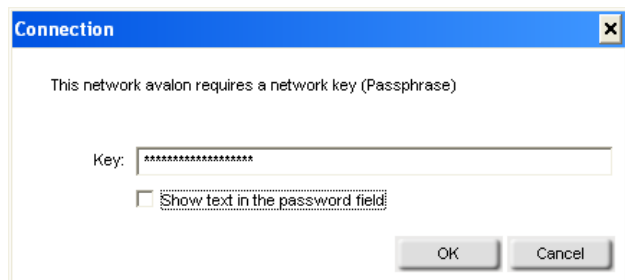 Connection
This network avalon requires a network key (Passphrase)
Key: *******************
Show text in the password field
OK Cancel